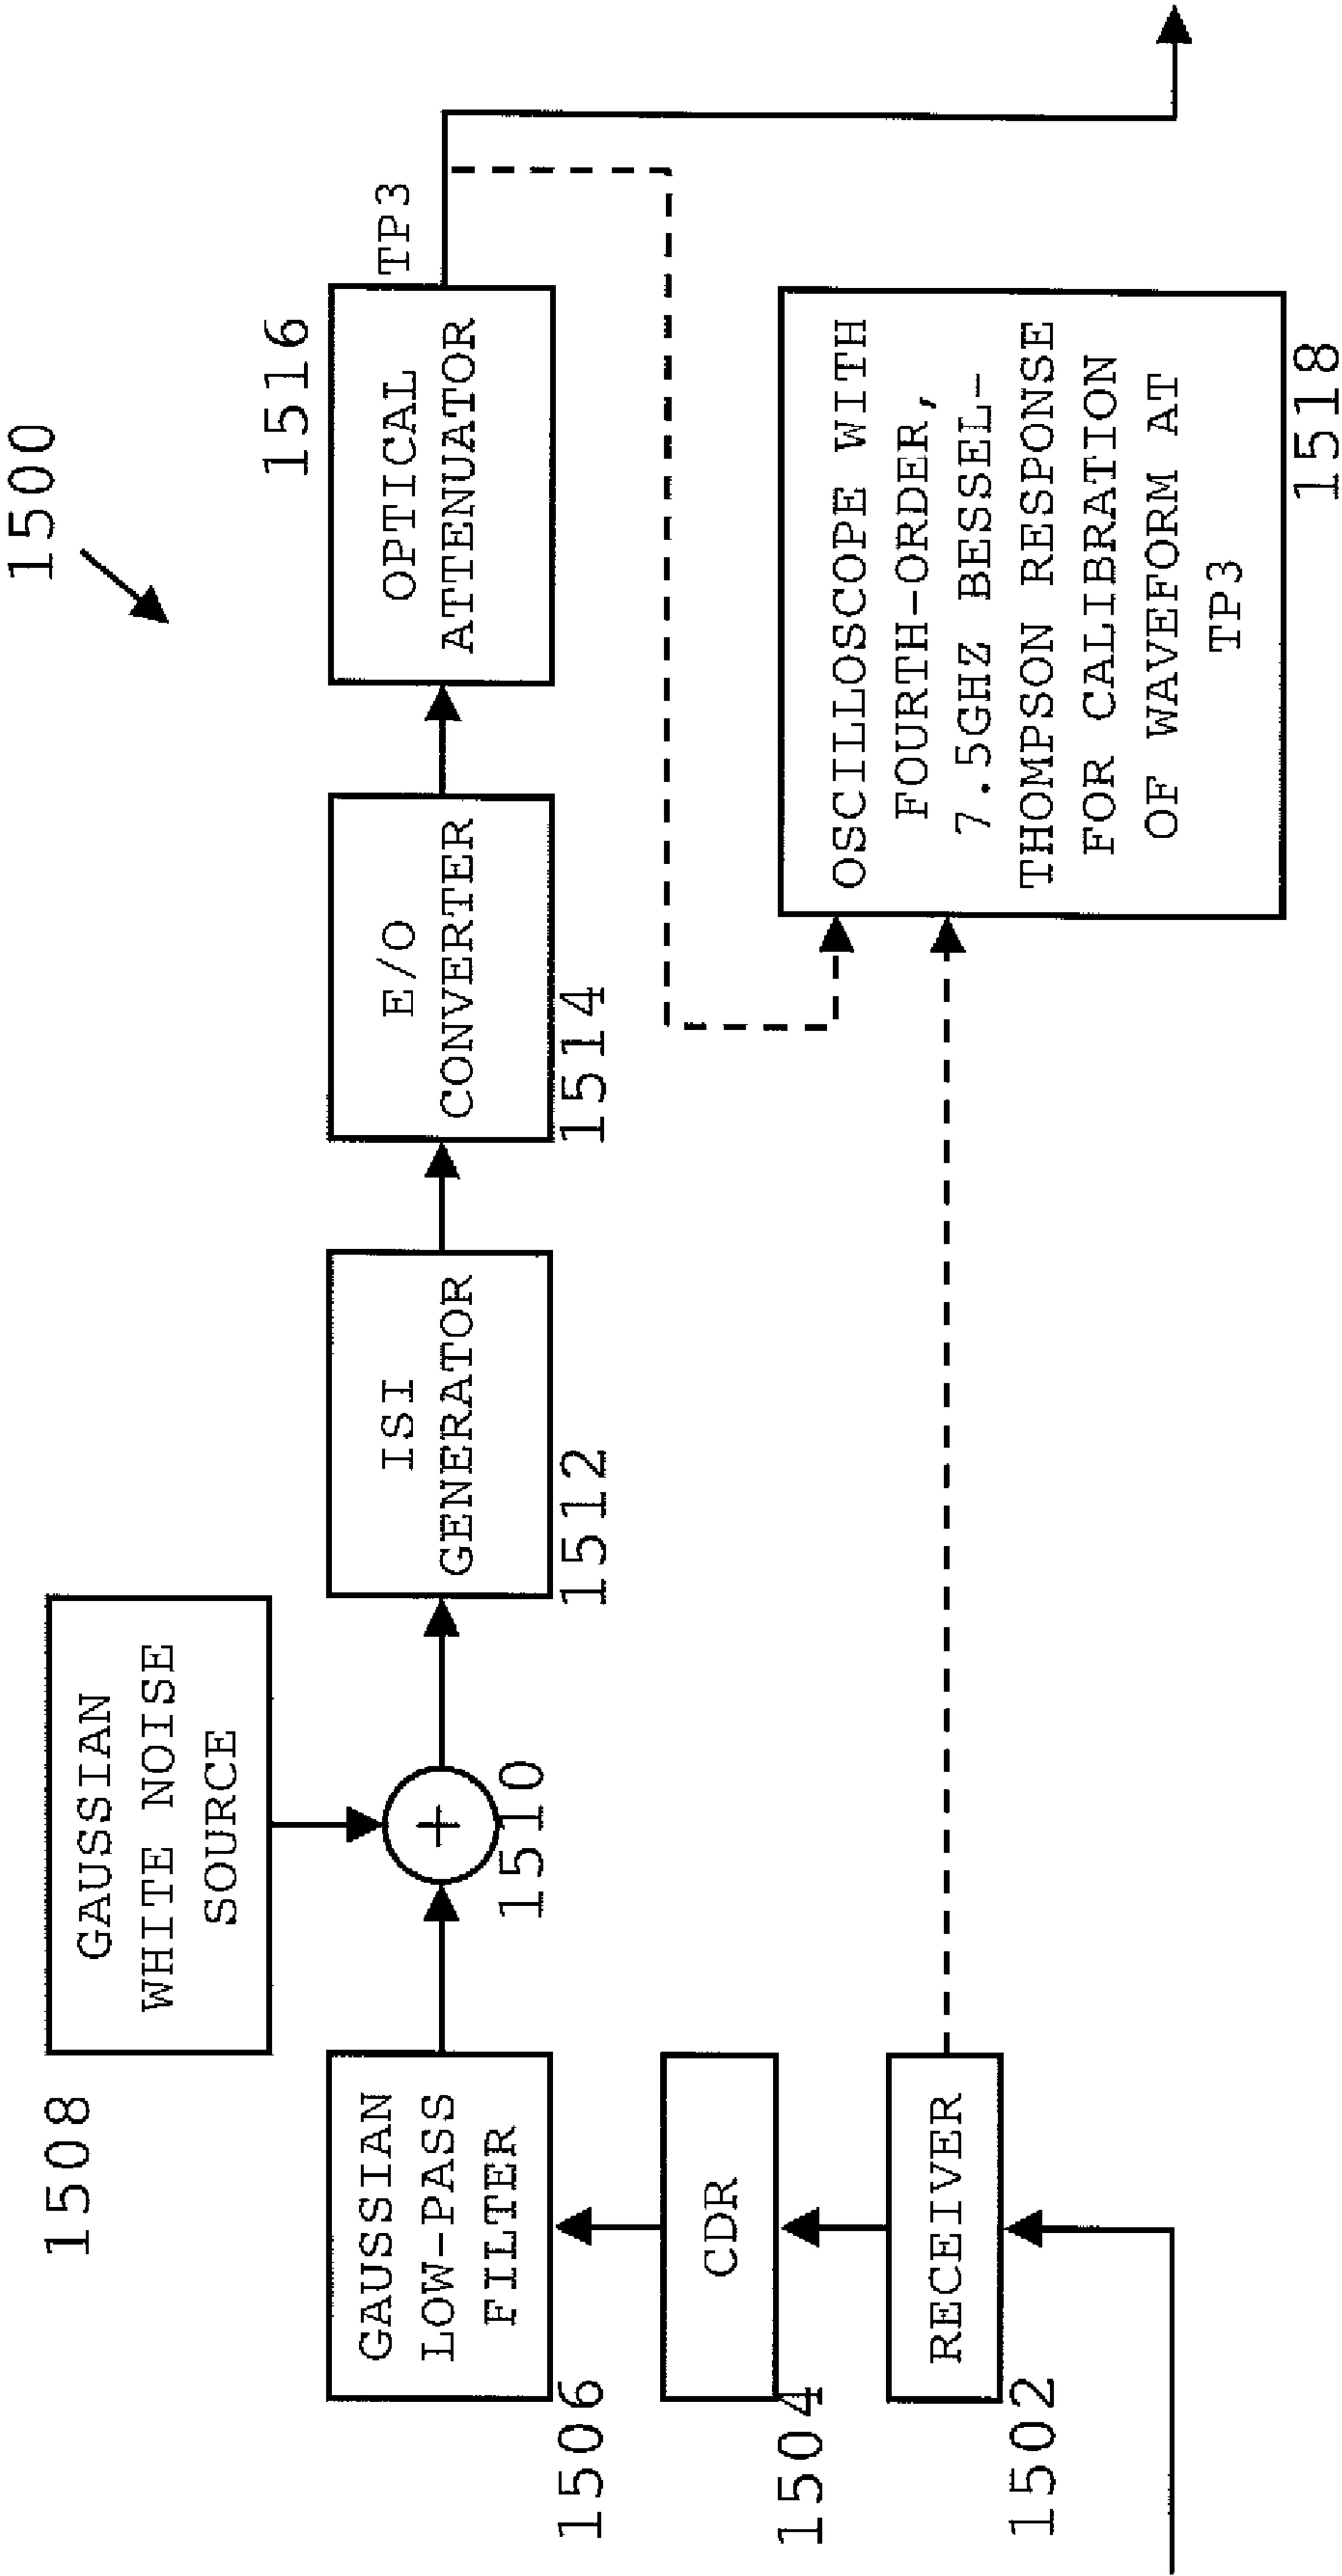 1500
1508
GAUSSIAN
WHITE NOISE
SOURCE
1516
GAUSSIAN
LOW-PASS
FILTER
1506
+
1510
ISI
GENERATOR
1512
E/O
CONVERTER
1514
OPTICAL
ATTENUATOR
TP3
CDR
1504
RECEIVER
1502
OSCILLOSCOPE WITH
FOURTH-ORDER,
7.5GHZ BESSEL-
THOMPSON RESPONSE
FOR CALIBRATION
OF WAVEFORM AT
TP3
1518